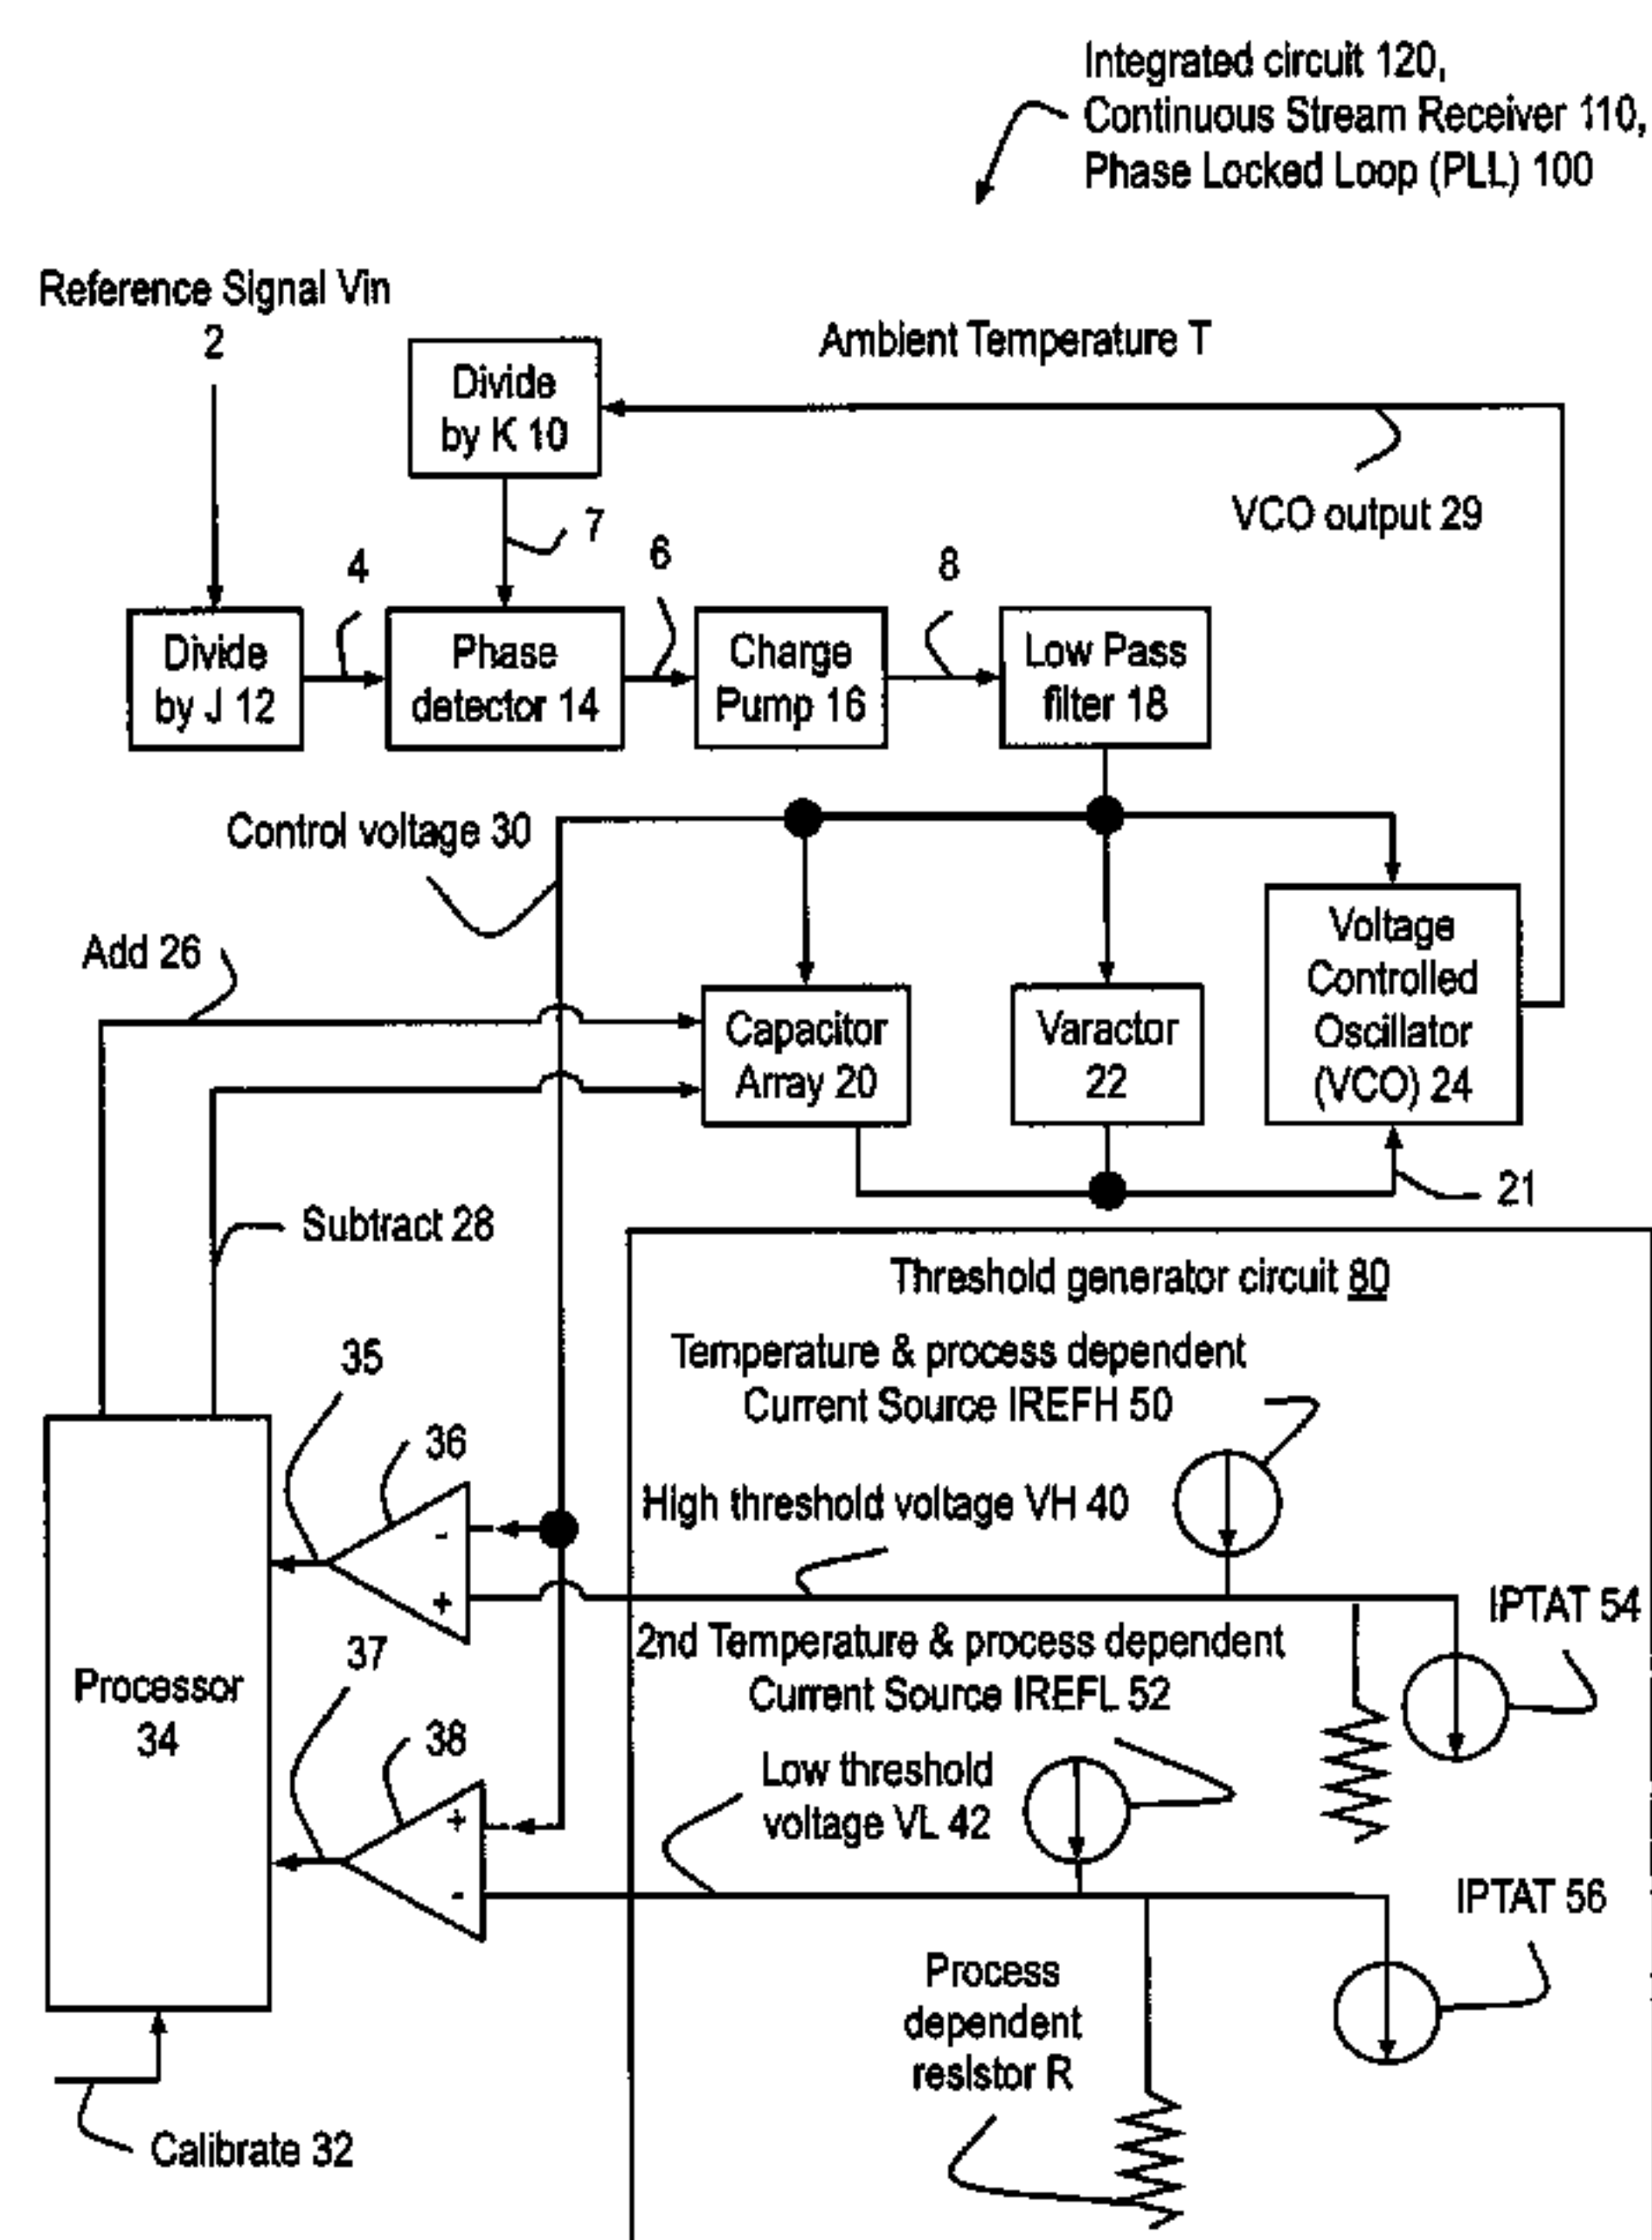 Integrated circuit 120,
Continuous Stream Receiver 110,
Phase Locked Loop (PLL) 100
Reference Signal Vin
2
Ambient Temperature T
Divide
by K 10
VCO output 29
7
4
6
8
Divide
by J 12
Phase
detector 14
Charge
Pump 16
Low Pass
filter 18
Control voltage 30
Add 26
Capacitor
Array 20
Varactor
22
Voltage
Controlled
Oscillator
(VCO) 24
21
Subtract 28
Threshold generator circuit 80
Temperature & process dependent
Current Source IREFH 50
35
36
-
+
High threshold voltage VH 40
IPTAT 54
2nd Temperature & process dependent
Current Source IREFL 52
37
38
+
-
Processor
34
Low threshold
voltage VL 42
IPTAT 56
Process
dependent
resistor R
Calibrate 32